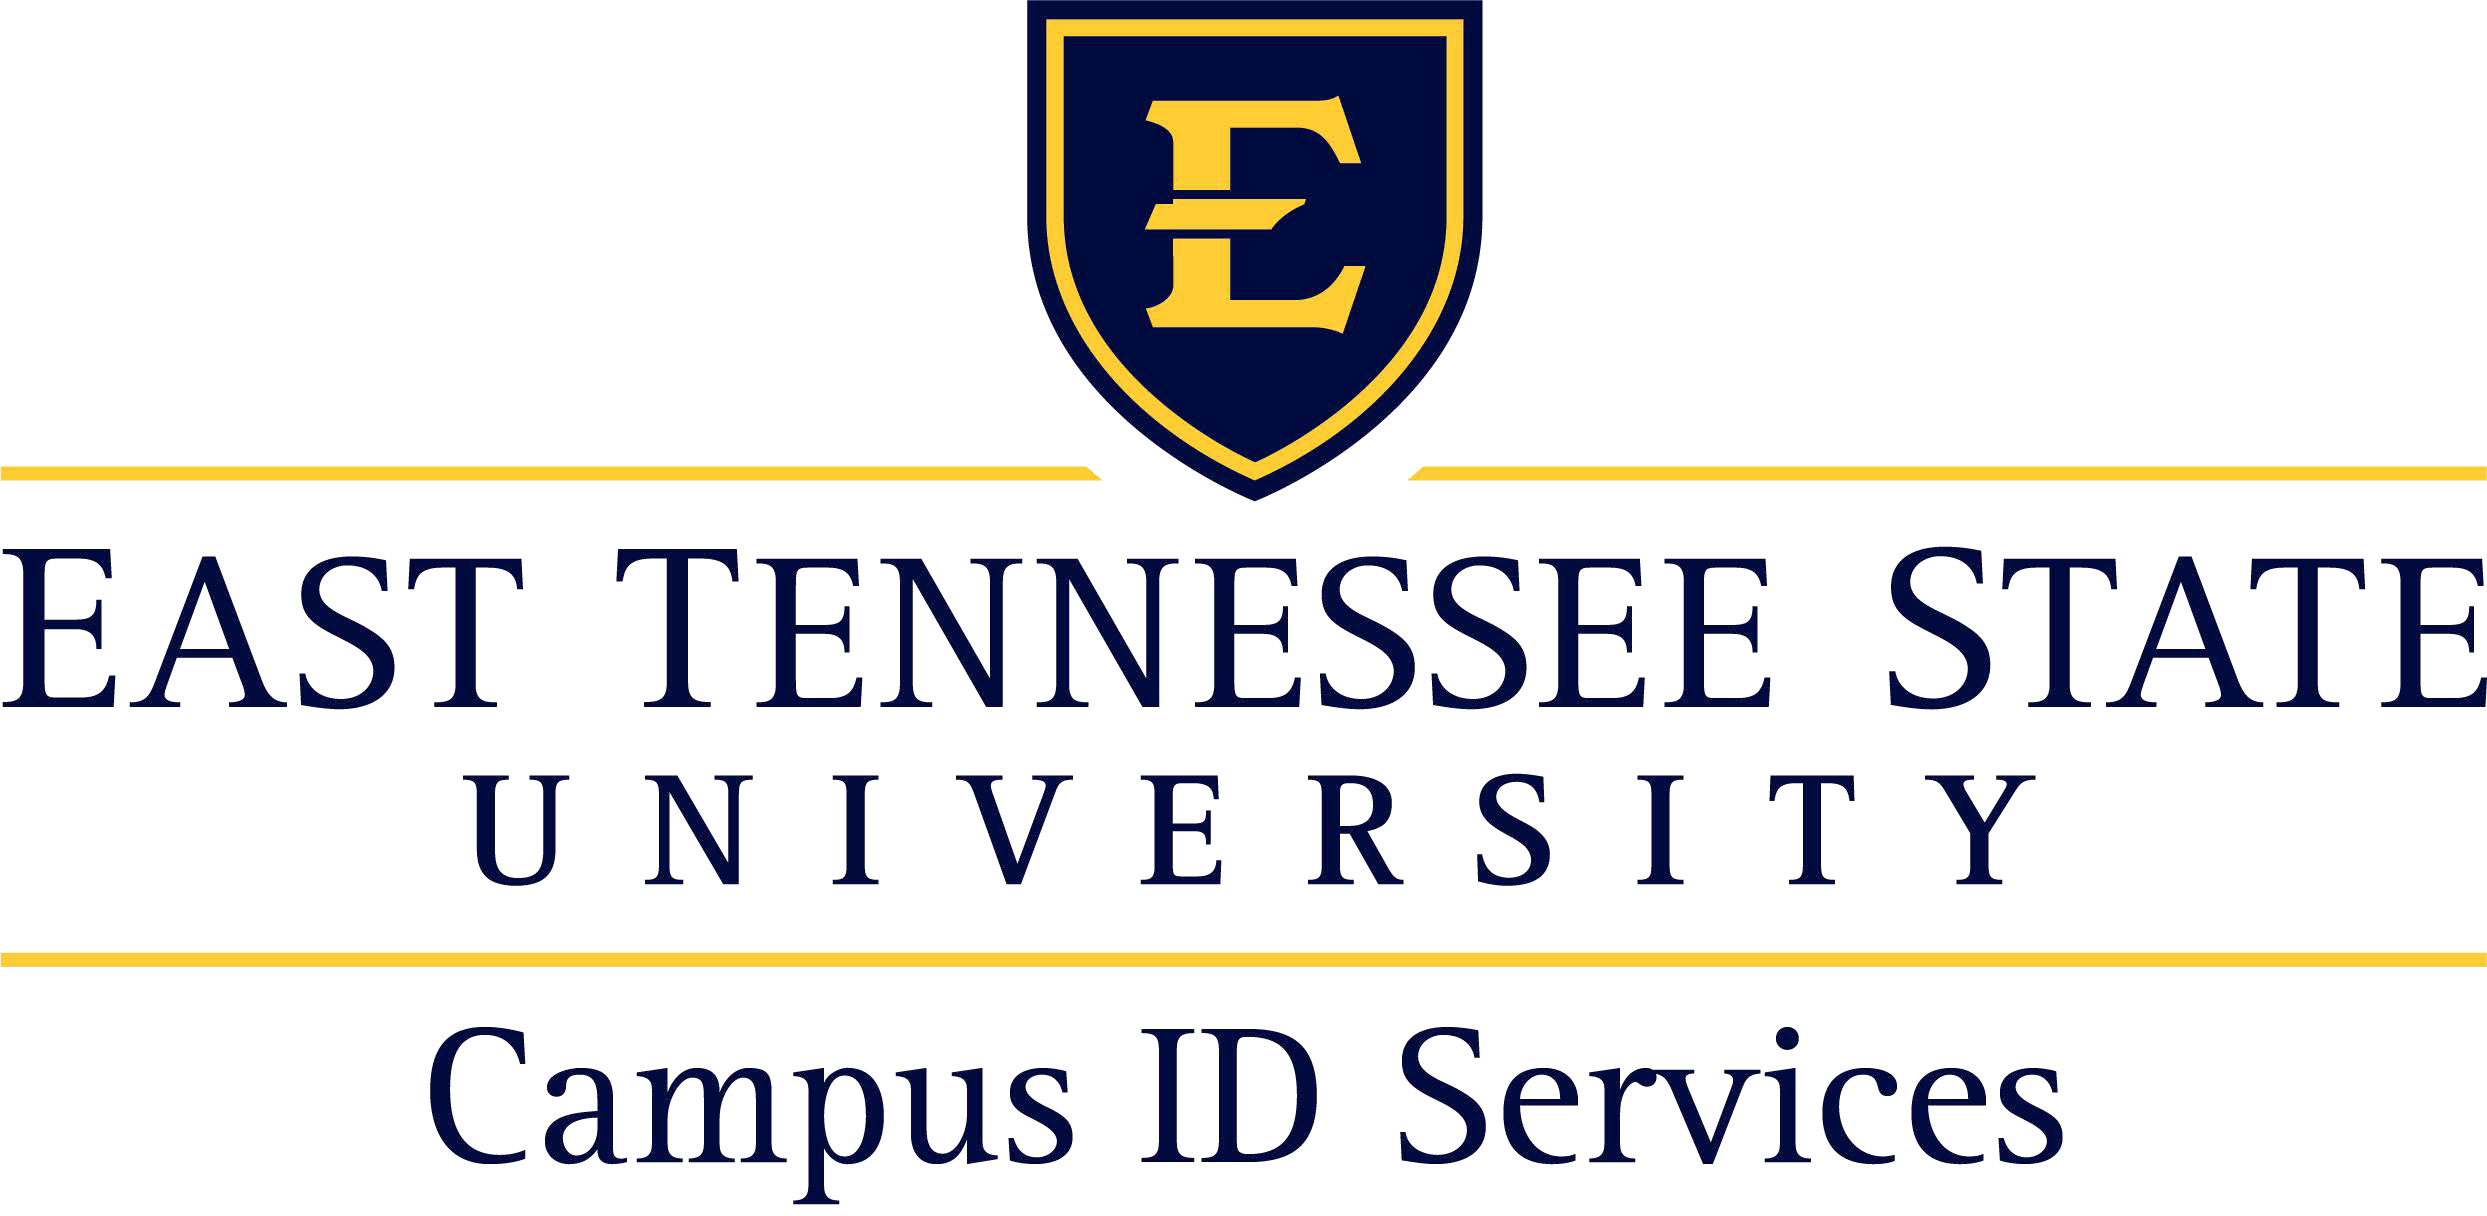 E
EAST TENNESSEE STATE
UNIVERSITY
Campus ID Services